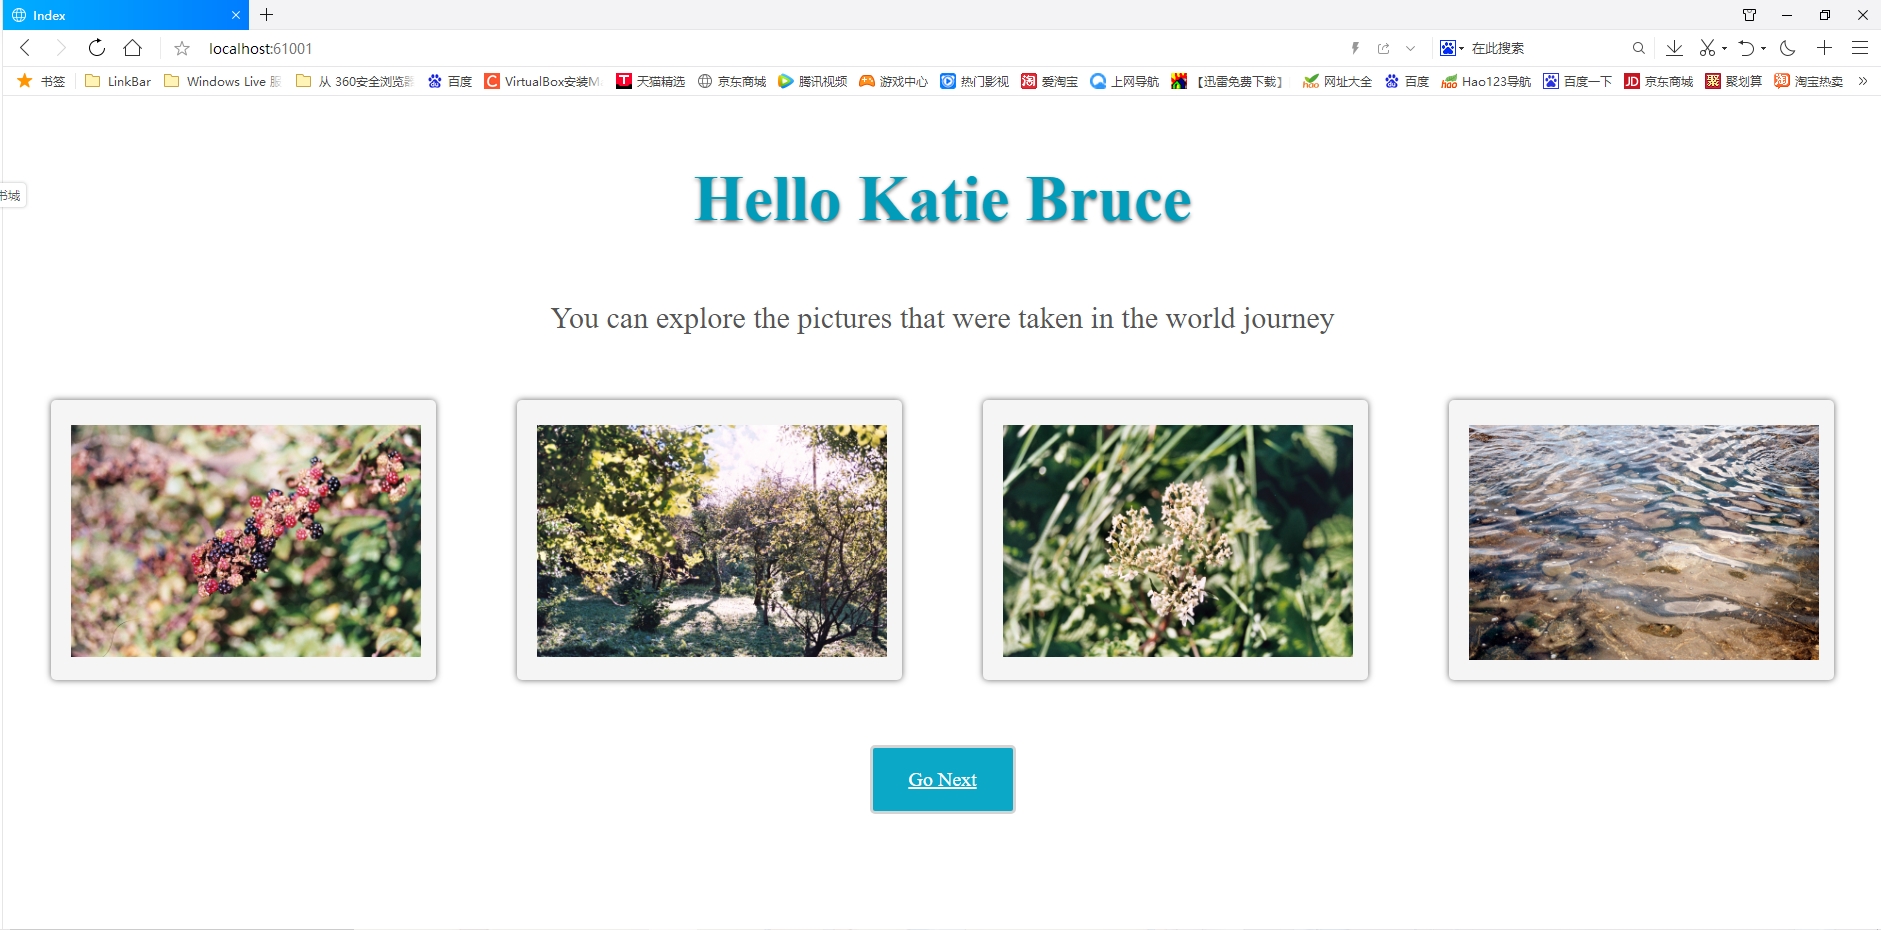 Index
localhost:61001
在此搜索
书签 LinkBar Windows Live 服 从 360安全浏览器 百度 VirtualBox安装M 天猫精选 京东商城 腾讯视频 游戏中心 热门影视 爱淘宝 上网导航 【迅雷免费下载】 网址大全 百度 Hao123导航 百度一下 京东商城 聚划算 淘宝热卖
书城
Hello Katie Bruce
You can explore the pictures that were taken in the world journey
Go Next